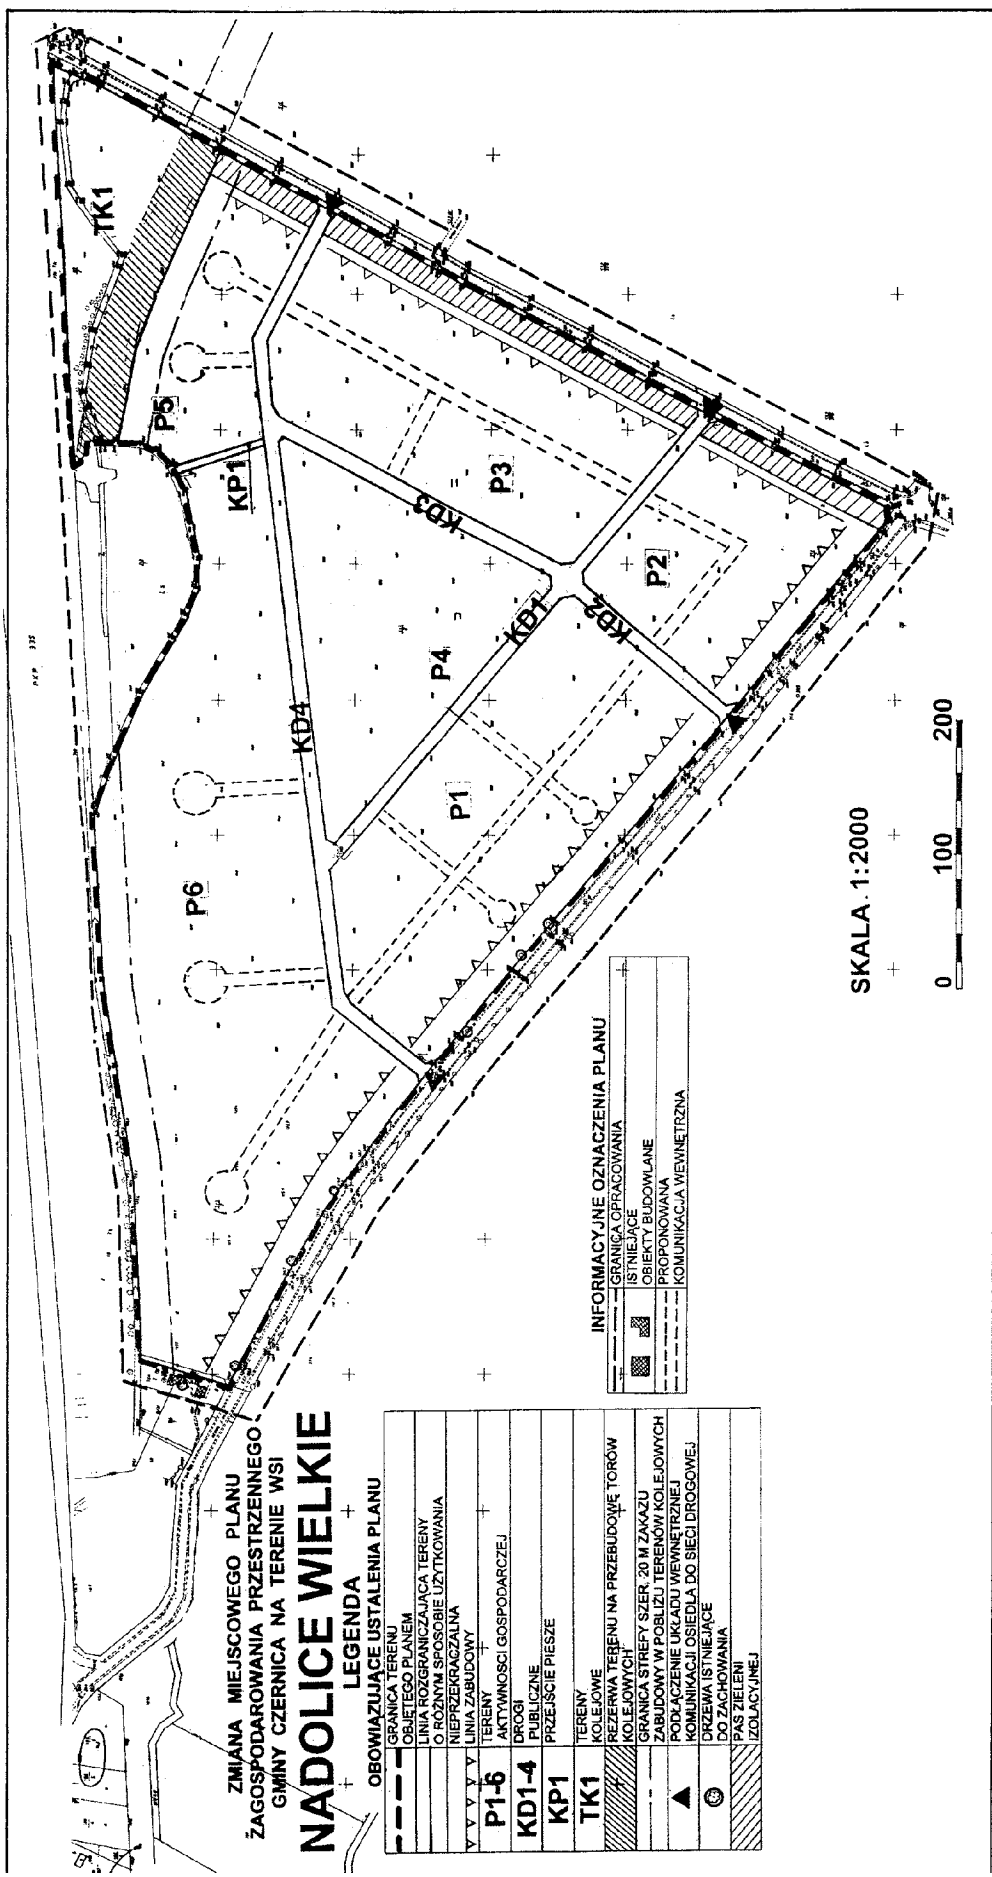 ZMIANA MIEJSCOWEGO PLANU
ZAGOSPODAROWANIA PRZESTRZENNEGO
GMINY CZERNICA NA TERENIE WSI
NADOLICE WIELKIE
LEGENDA
OBOWIĄZUJĄCE USTALENIA PLANU
GRANICA TERENU
OBJĘTEGO PLANEM
LINIA ROZGRANICZAJĄCA TERENY
O RÓŻNYM SPOSOBIE UŻYTKOWANIA
NIEPRZEKRACZALNA
LINIA ZABUDOWY
P1-6
TERENY
AKTYWNOŚCI GOSPODARCZEJ
KD1-4
DROGI
PUBLICZNE
KP1
PRZEJŚCIE PIESZE
TK1
TERENY
KOLEJOWE
REZERWA TERENU NA PRZEBUDOWĘ TORÓW
KOLEJOWYCH
GRANICA STREFY SZER. 20 M ZAKAZU
ZABUDOWY W POBLIŻU TERENÓW KOLEJOWYCH
PODŁĄCZENIE UKŁADU WEWNĘTRZNEJ
KOMUNIKACJI OSIEDLA DO SIECI DROGOWEJ
DRZEWA ISTNIEJĄCE
DO ZACHOWANIA
PAS ZIELENI
IZOLACYJNEJ
INFORMACYJNE OZNACZENIA PLANU
GRANICA OPRACOWANIA
ISTNIEJĄCE
OBIEKTY BUDOWLANE
PROPONOWANA
KOMUNIKACJA WEWNĘTRZNA
SKALA 1:2000
0 100 200
P6
KD4
KP1
P5
TK1
P1
P4
KD1
KD3
P3
KD2
P2
PKP 335